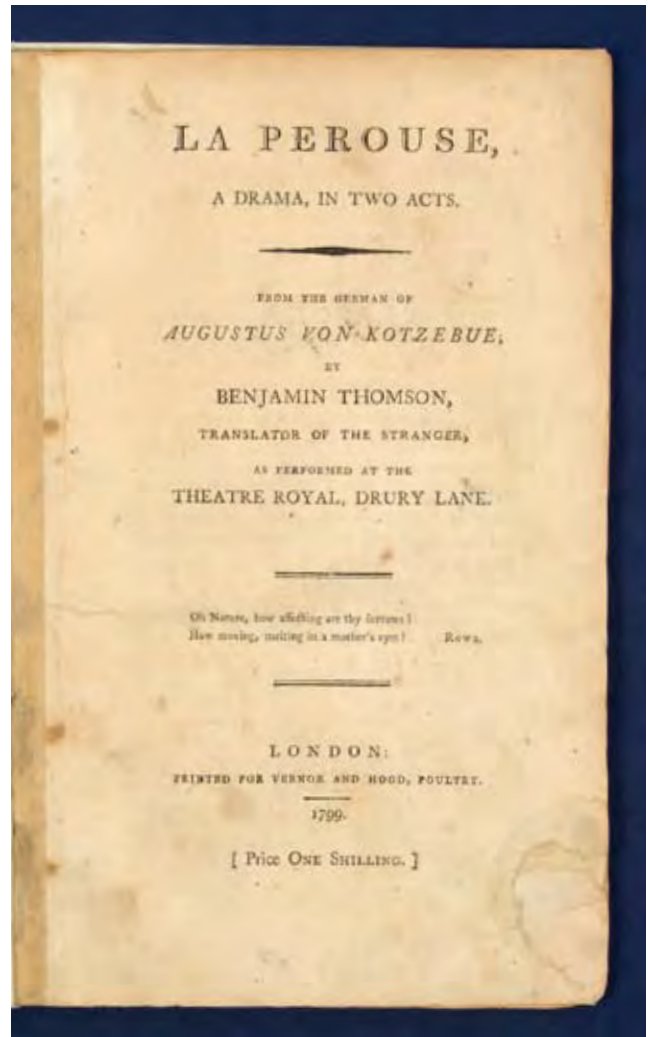 LA PEROUSE,
A DRAMA, IN TWO ACTS.
FROM THE GERMAN OF
AUGUSTUS VON KOTZEBUE;
BY
BENJAMIN THOMSON,
TRANSLATOR OF THE STRANGER,
AS PERFORMED AT THE
THEATRE ROYAL, DRURY LANE.
Oh Nature, how affecting are thy
How moving, melting in a mother's eyes! ROWE.
LONDON:
PRINTED FOR VERNOR AND HOOD, POULTRY.
1799.
[ Price ONE SHILLING. ]